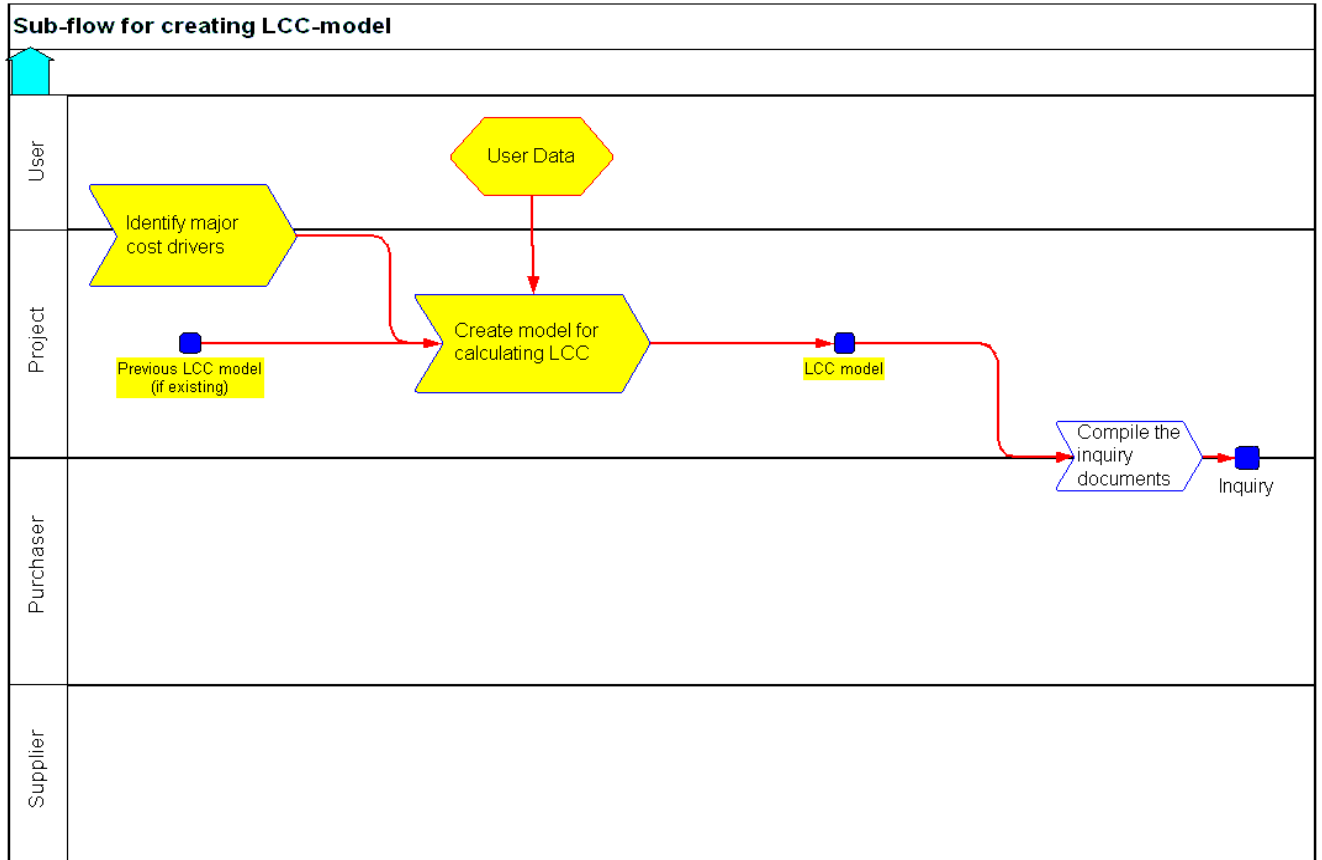 Sub-flow for creating LCC-model
User
User Data
Identify major
cost drivers
Project
Create model for
calculating LCC
Previous LCC model
(if existing)
LCC model
Compile the
inquiry
documents
Inquiry
Purchaser
Supplier